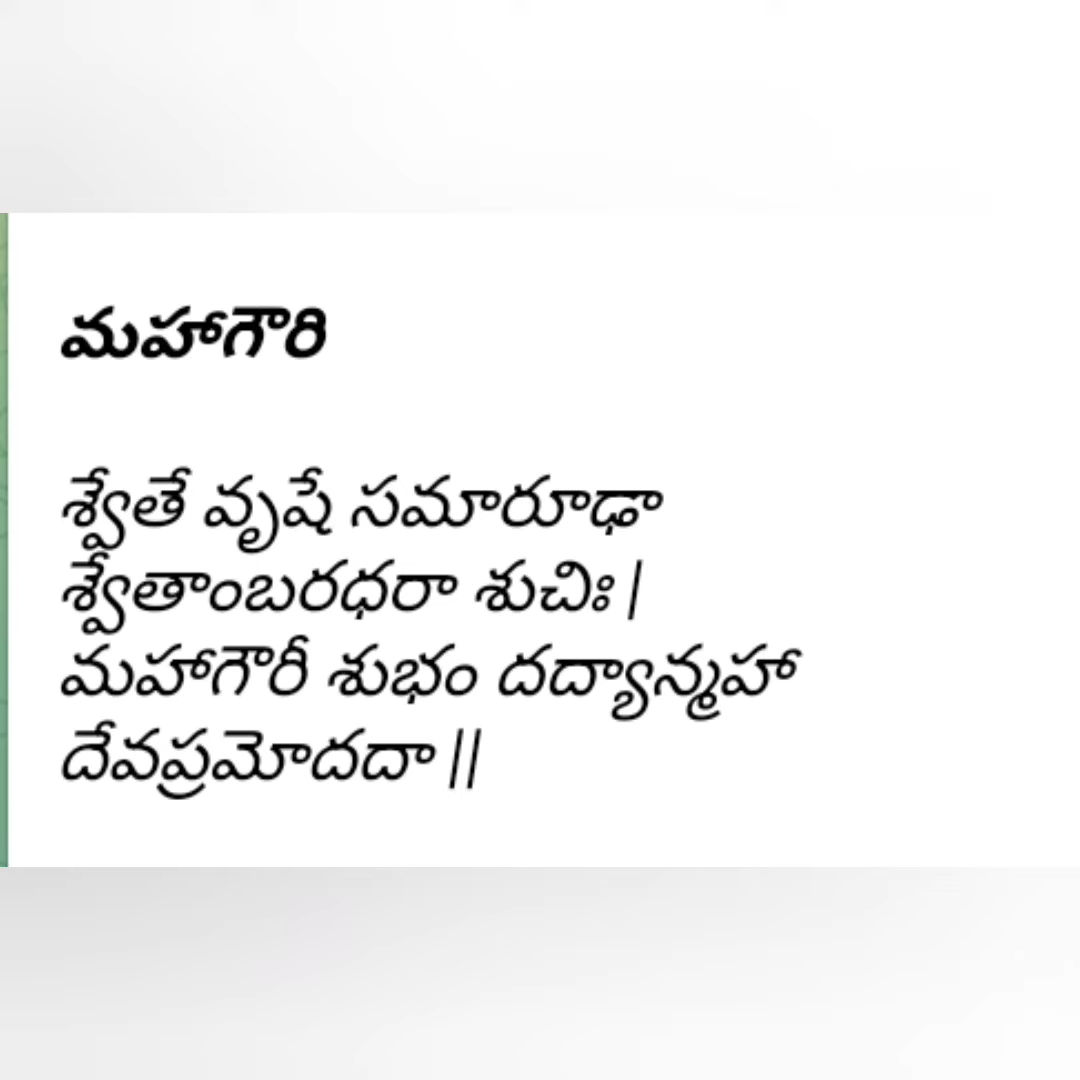 మహాగౌరి
శ్వేతే వృషే సమారూఢా
శ్వేతాంబరధరా శుచిః |
మహాగౌరీ శుభం దద్యాన్మహా
దేవప్రమోదదా ||